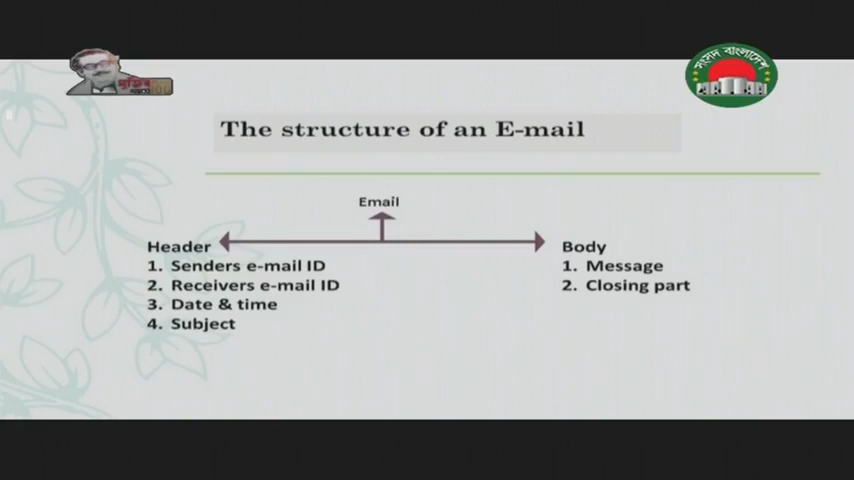 মুজিব
সংসদ বাংলাদেশ
The structure of an E-mail
Email
Header
1. Senders e-mail ID
2. Receivers e-mail ID
3. Date & time
4. Subject
Body
1. Message
2. Closing part